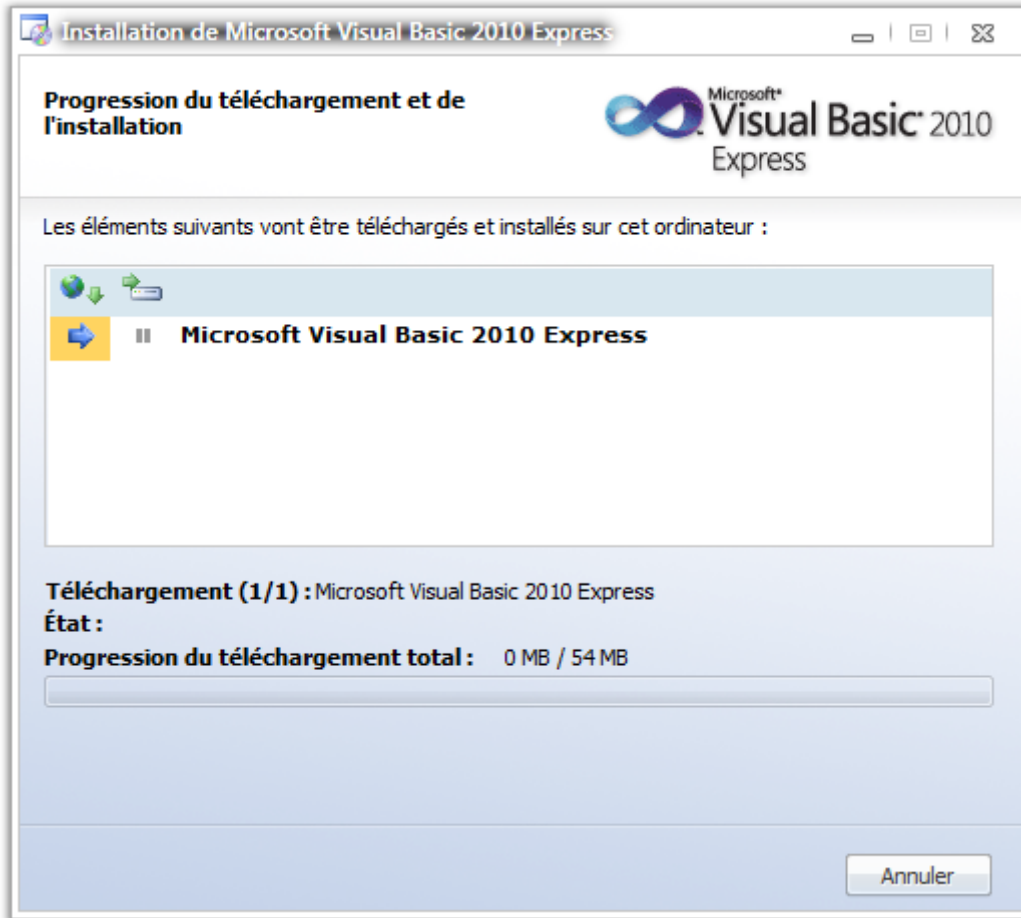 Installation de Microsoft Visual Basic 2010 Express
Progression du téléchargement et de
l'installation
Microsoft®
Visual Basic® 2010
Express
Les éléments suivants vont être téléchargés et installés sur cet ordinateur :
Microsoft Visual Basic 2010 Express
Téléchargement (1/1) : Microsoft Visual Basic 2010 Express
État :
Progression du téléchargement total : 0 MB / 54 MB
Annuler